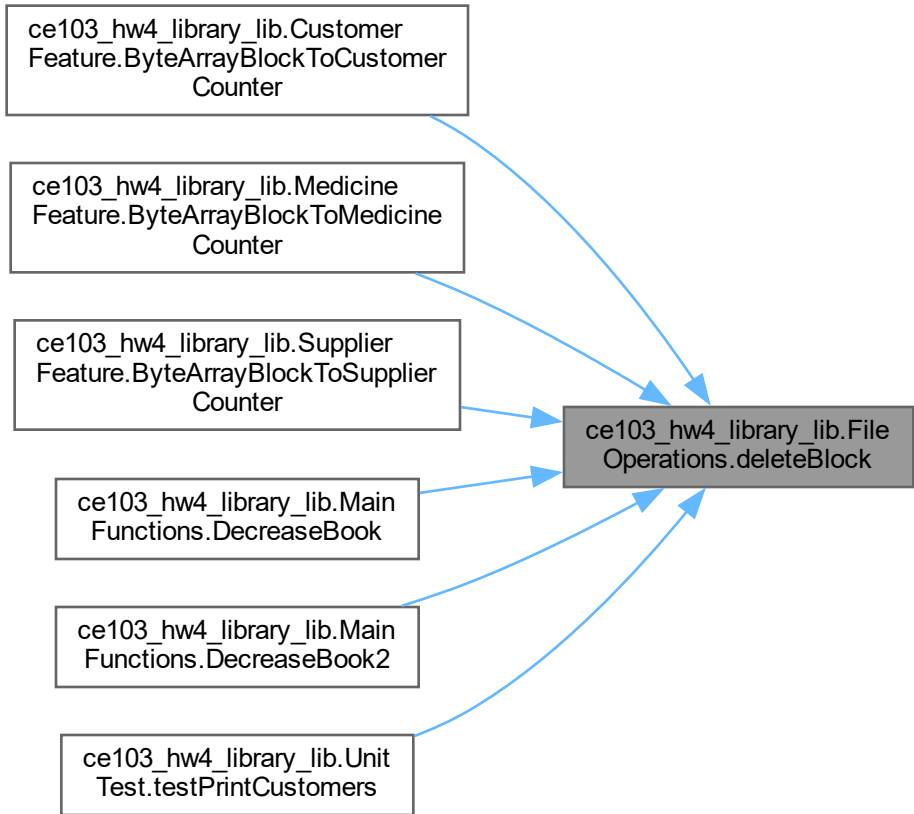 ce103_hw4_library_lib.Customer
Feature.ByteArrayBlockToCustomer
Counter
ce103_hw4_library_lib.Medicine
Feature.ByteArrayBlockToMedicine
Counter
ce103_hw4_library_lib.Supplier
Feature.ByteArrayBlockToSupplier
Counter
ce103_hw4_library_lib.File
Operations.deleteBlock
ce103_hw4_library_lib.Main
Functions.DecreaseBook
ce103_hw4_library_lib.Main
Functions.DecreaseBook2
ce103_hw4_library_lib.Unit
Test.testPrintCustomers